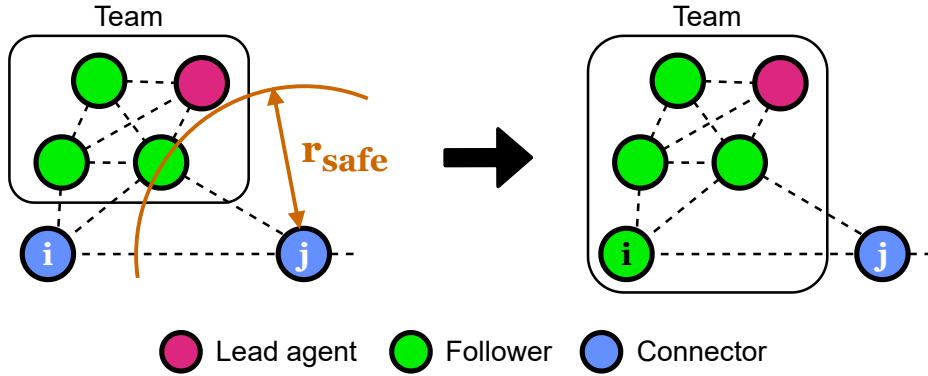 Team
Team
r_safe
i
j
i
j
Lead agent
Follower
Connector